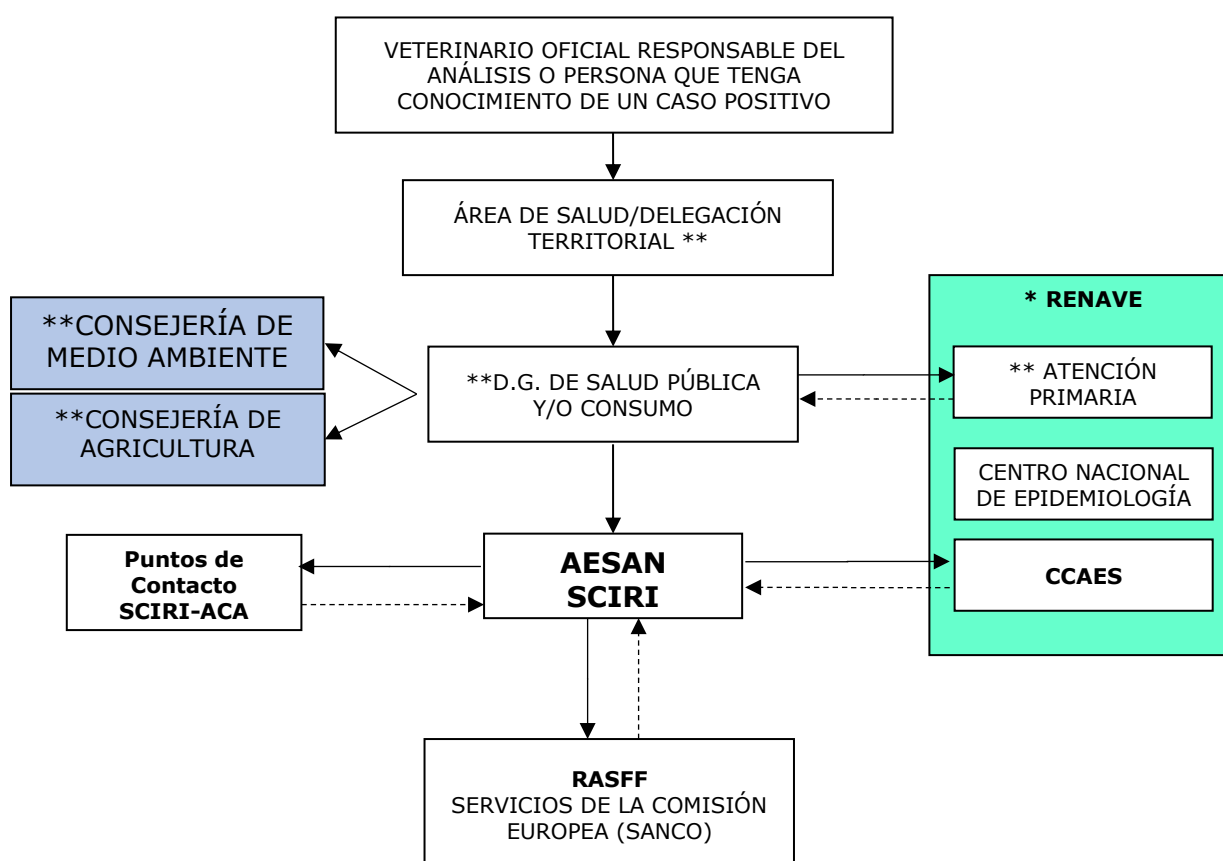 VETERINARIO OFICIAL RESPONSABLE DEL
ANÁLISIS O PERSONA QUE TENGA
CONOCIMIENTO DE UN CASO POSITIVO
ÁREA DE SALUD/DELEGACIÓN
TERRITORIAL **
**CONSEJERÍA DE
MEDIO AMBIENTE
**CONSEJERÍA DE
AGRICULTURA
**D.G. DE SALUD PÚBLICA
Y/O CONSUMO
* RENAVE
** ATENCIÓN
PRIMARIA
CENTRO NACIONAL
DE EPIDEMIOLOGÍA
CCAES
Puntos de
Contacto
SCIRI-ACA
AESAN
SCIRI
RASFF
SERVICIOS DE LA COMISIÓN
EUROPEA (SANCO)